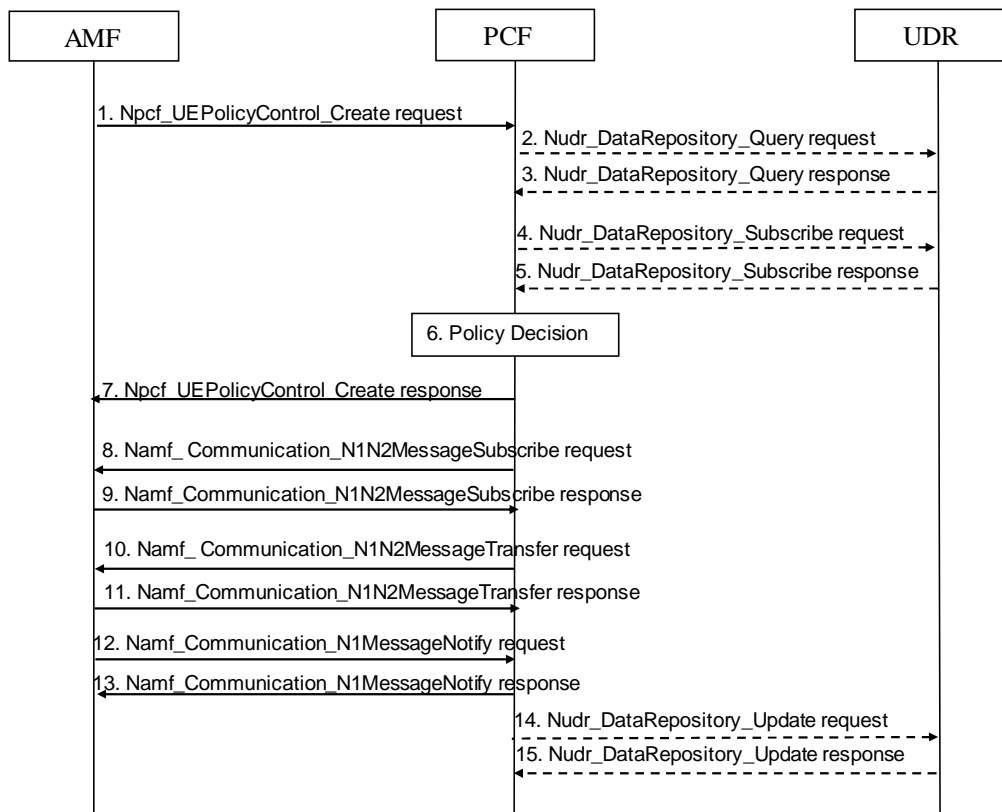 AMF
PCF
UDR
1. Npcf_UEPolicyControl_Create request
2. Nudr_DataRepository_Query request
3. Nudr_DataRepository_Query response
4. Nudr_DataRepository_Subscribe request
5. Nudr_DataRepository_Subscribe response
6. Policy Decision
7. Npcf_UEPolicyControl_Create response
8. Namf_ Communication_N1N2MessageSubscribe request
9. Namf_Communication_N1N2MessageSubscribe response
10. Namf_ Communication_N1N2MessageTransfer request
11. Namf_Communication_N1N2MessageTransfer response
12. Namf_Communication_N1MessageNotify request
13. Namf_Communication_N1MessageNotify response
14. Nudr_DataRepository_Update request
15. Nudr_DataRepository_Update response